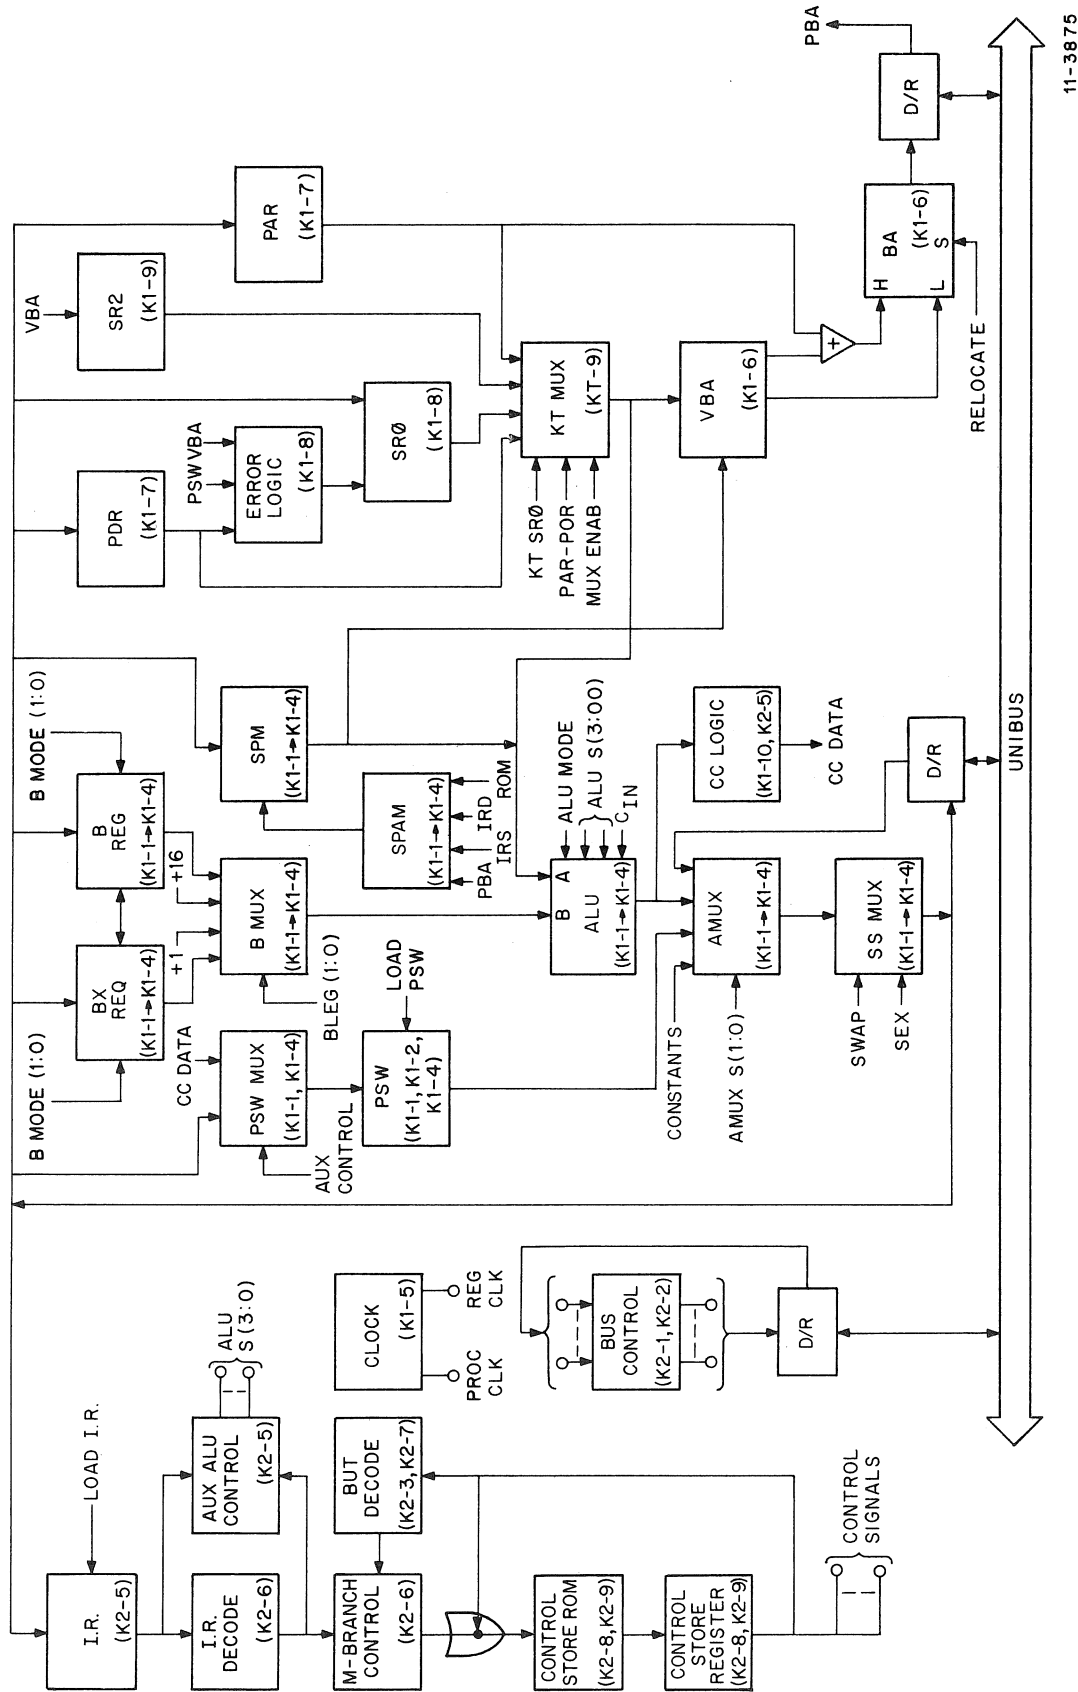 I.R.
(K2-5)
LOAD I.R.
I.R.
DECODE
(K2-6)
AUX ALU
CONTROL
(K2-5)
ALU
S (3:0)
M-BRANCH
CONTROL
(K2-6)
BUT
DECODE
(K2-3, K2-7)
CONTROL
STORE ROM
(K2-8, K2-9)
CONTROL
STORE
REGISTER
(K2-8, K2-9)
CONTROL
SIGNALS
CLOCK
(K1-5)
PROC
CLK
REG
CLK
BUS
CONTROL
(K2-1, K2-2)
D/R
B MODE (1:0)
BX
REQ
(K1-1→K1-4)
B MODE (1:0)
B
REG
(K1-1→K1-4)
CC DATA
+1
+16
PSW MUX
(K1-1, K1-4)
AUX
CONTROL
B MUX
(K1-1→K1-4)
BLEG (1:0)
SPM
(K1-1→K1-4)
PSW
(K1-1, K1-2,
K1-4)
LOAD
PSW
SPAM
(K1-1→K1-4)
PBA
IRS
IRD
ROM
B
A
ALU
(K1-1→K1-4)
ALU MODE
ALU S (3:00)
CIN
CONSTANTS
AMUX
(K1-1→K1-4)
AMUX S (1:0)
CC LOGIC
(K1-10, K2-5)
CC DATA
SS MUX
(K1-1→K1-4)
SWAP
SEX
D/R
PDR
(K1-7)
VBA
SR2
(K1-9)
PAR
(K1-7)
PSW
VBA
ERROR
LOGIC
(K1-8)
SRØ
(K1-8)
KT MUX
(KT-9)
KT SRØ
PAR-POR
MUX ENAB
VBA
(K1-6)
+
H
L
S
BA
(K1-6)
RELOCATE
D/R
PBA
UNIBUS
11-3875